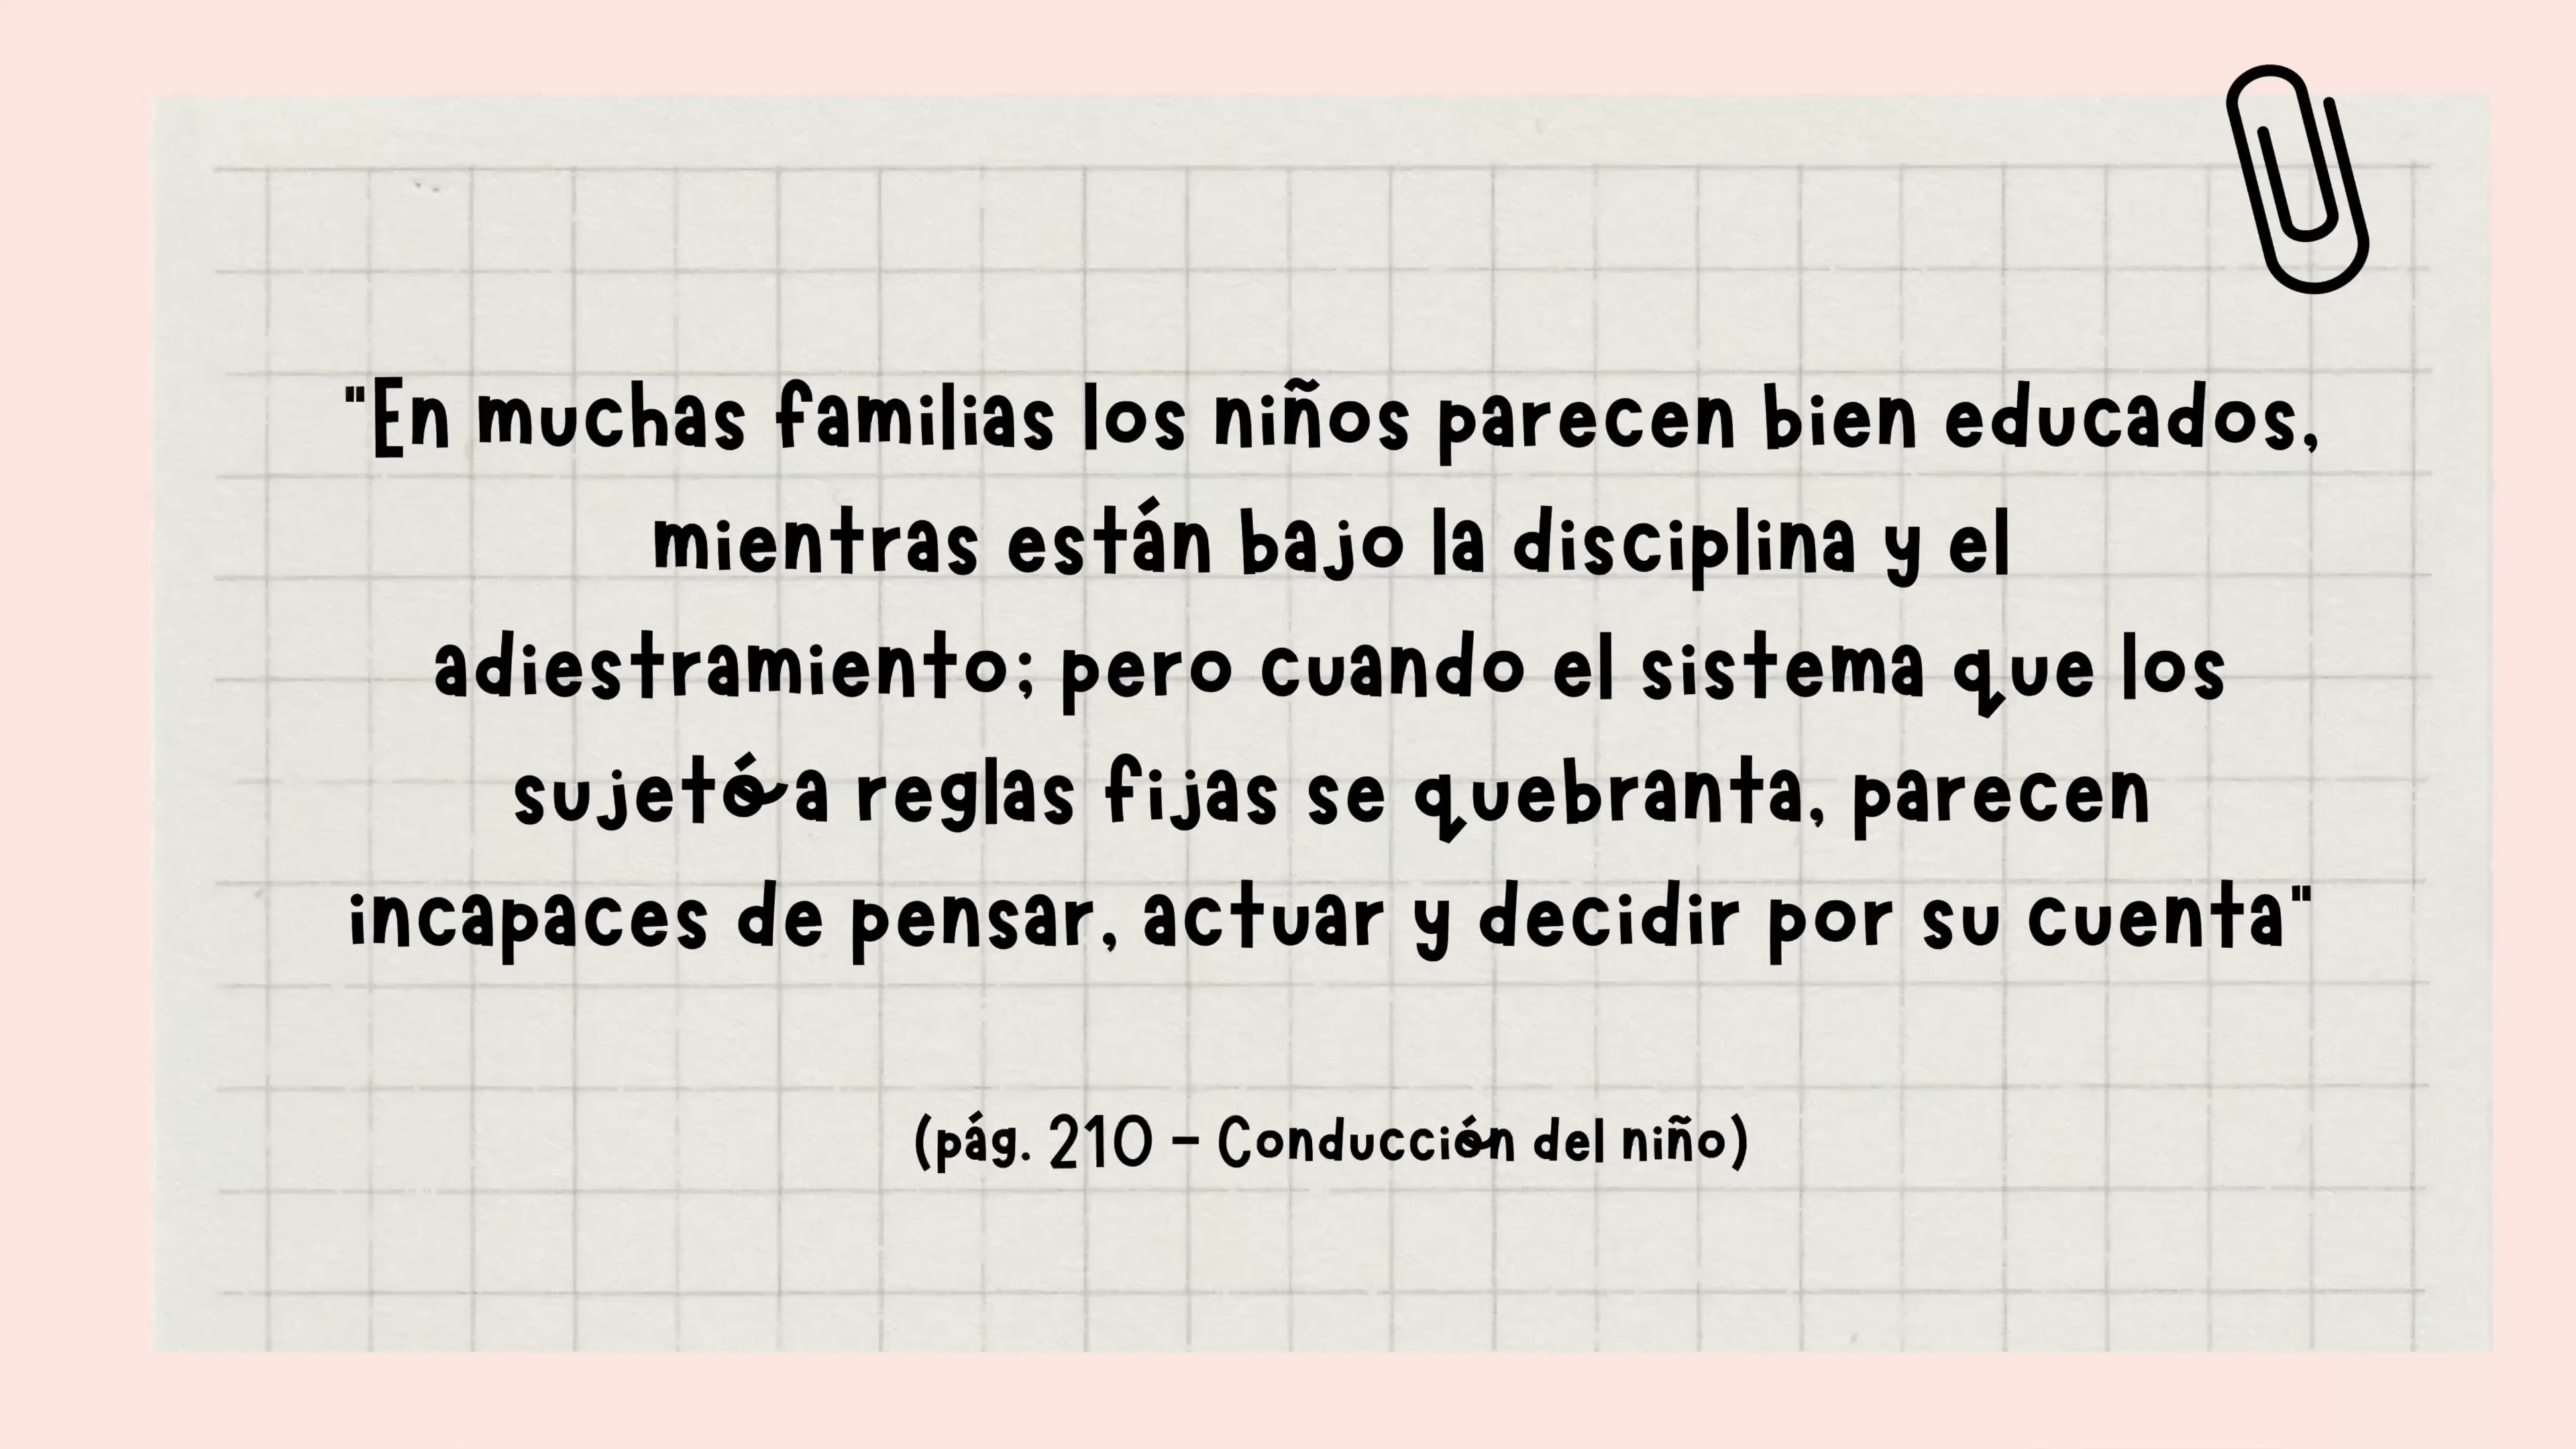 "En muchas familias los niños parecen bien educados,
mientras están bajo la disciplina y el
adiestramiento; pero cuando el sistema que los
sujetó a reglas fijas se quebranta, parecen
incapaces de pensar, actuar y decidir por su cuenta"
(pág. 210 - Conducción del niño)